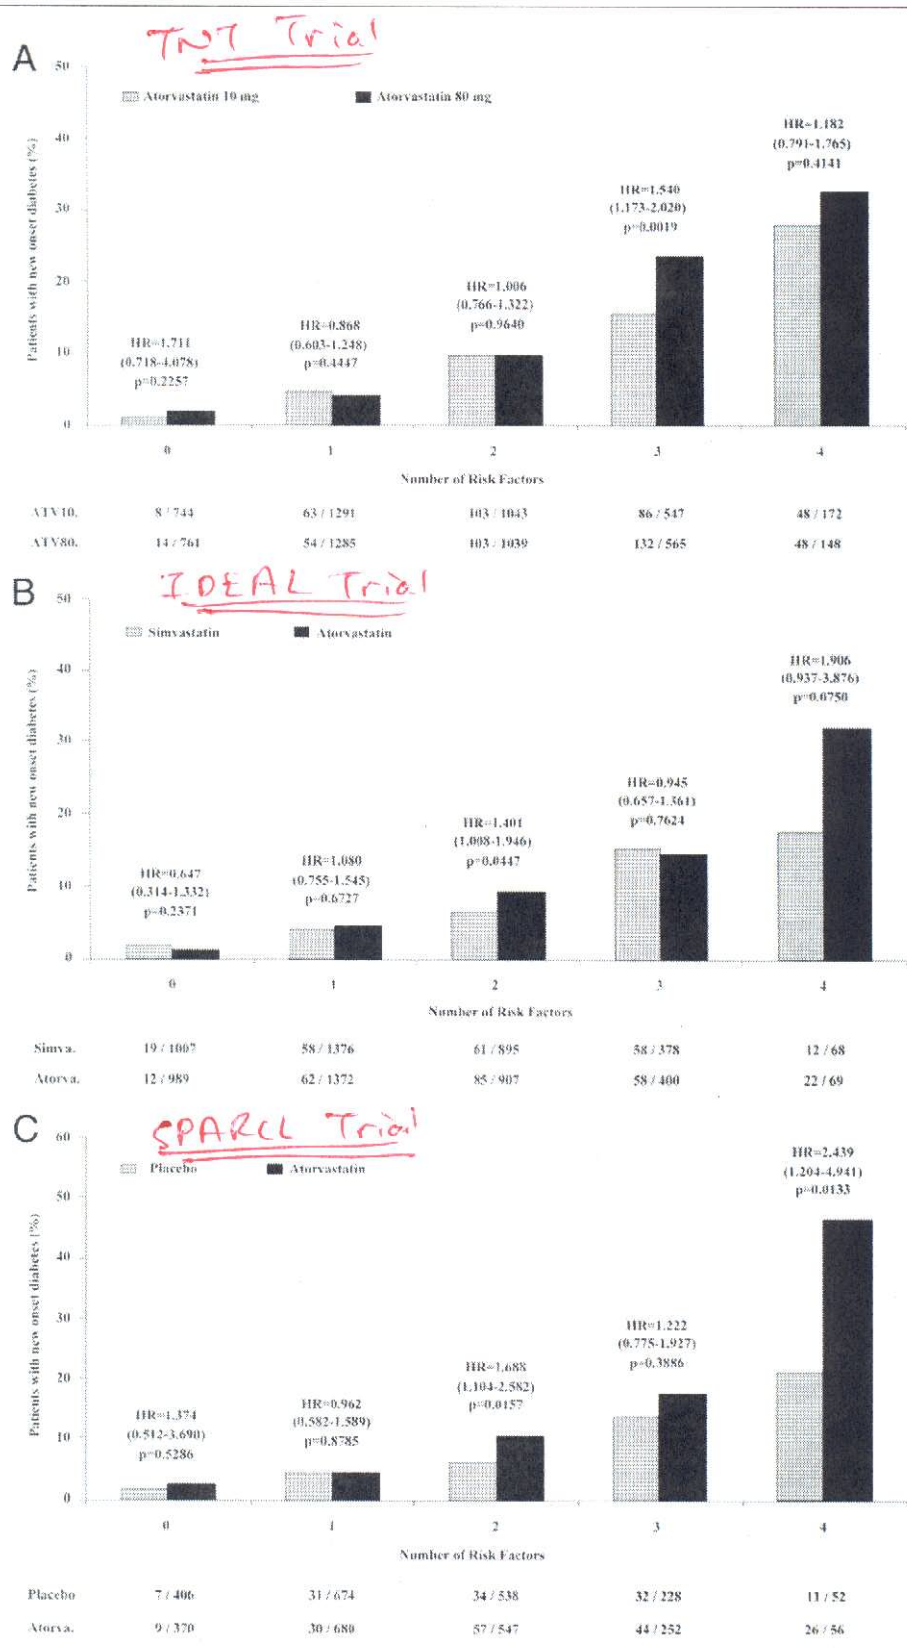 A
TNT Trial
50
Atorvastatin 10 mg
Atorvastatin 80 mg
HR=1.182
(0.791-1.765)
p=0.4141
40
HR=1.540
(1.173-2.020)
p=0.0019
30
HR=1.006
(0.766-1.322)
p=0.9640
20
HR=0.868
(0.603-1.248)
p=0.4447
HR=1.711
(0.718-4.078)
p=0.2257
10
0
Patients with new onset diabetes (%)
0 1 2 3 4
Number of Risk Factors
ATV10. 8 / 744 63 / 1291 103 / 1043 86 / 547 48 / 172
ATV80. 14 / 761 54 / 1285 103 / 1039 132 / 565 48 / 148
B
IDEAL Trial
50
Simvastatin
Atorvastatin
HR=1.906
(0.937-3.876)
p=0.0750
40
30
HR=0.945
(0.657-1.361)
p=0.7624
HR=1.401
(1.008-1.946)
p=0.0447
20
HR=1.080
(0.755-1.545)
p=0.6727
HR=0.647
(0.314-1.332)
p=0.2371
10
0
Patients with new onset diabetes (%)
0 1 2 3 4
Number of Risk Factors
Simva. 19 / 1007 58 / 1376 61 / 895 58 / 378 12 / 68
Atorva. 12 / 989 62 / 1372 85 / 907 58 / 400 22 / 69
C
SPARCL Trial
60
Placebo
Atorvastatin
HR=2.439
(1.204-4.941)
p=0.0133
50
40
30
HR=1.222
(0.775-1.927)
p=0.3886
HR=1.688
(1.104-2.582)
p=0.0157
20
HR=0.962
(0.582-1.589)
p=0.8785
HR=1.374
(0.512-3.690)
p=0.5286
10
0
Patients with new onset diabetes (%)
0 1 2 3 4
Number of Risk Factors
Placebo 7 / 406 31 / 674 34 / 538 32 / 228 11 / 52
Atorva. 9 / 370 30 / 680 57 / 547 44 / 252 26 / 56